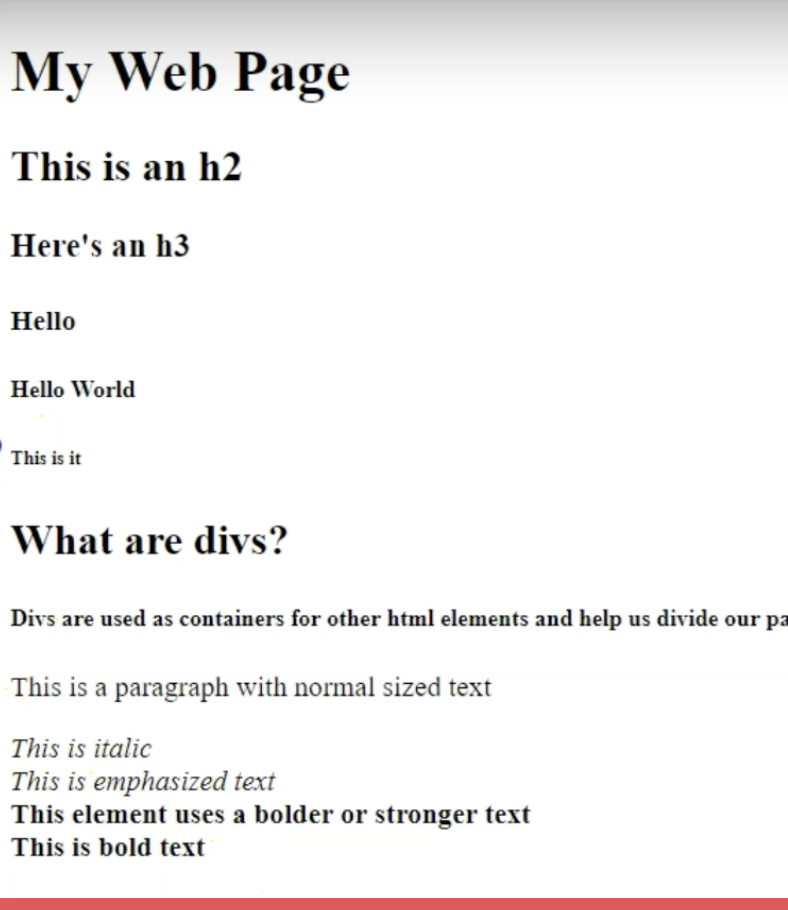 My Web Page
This is an h2
Here's an h3
Hello
Hello World
This is it
What are divs?
Divs are used as containers for other html elements and help us divide our
This is a paragraph with normal sized text
This is italic
This is emphasized text
This element uses a bolder or stronger text
This is bold text